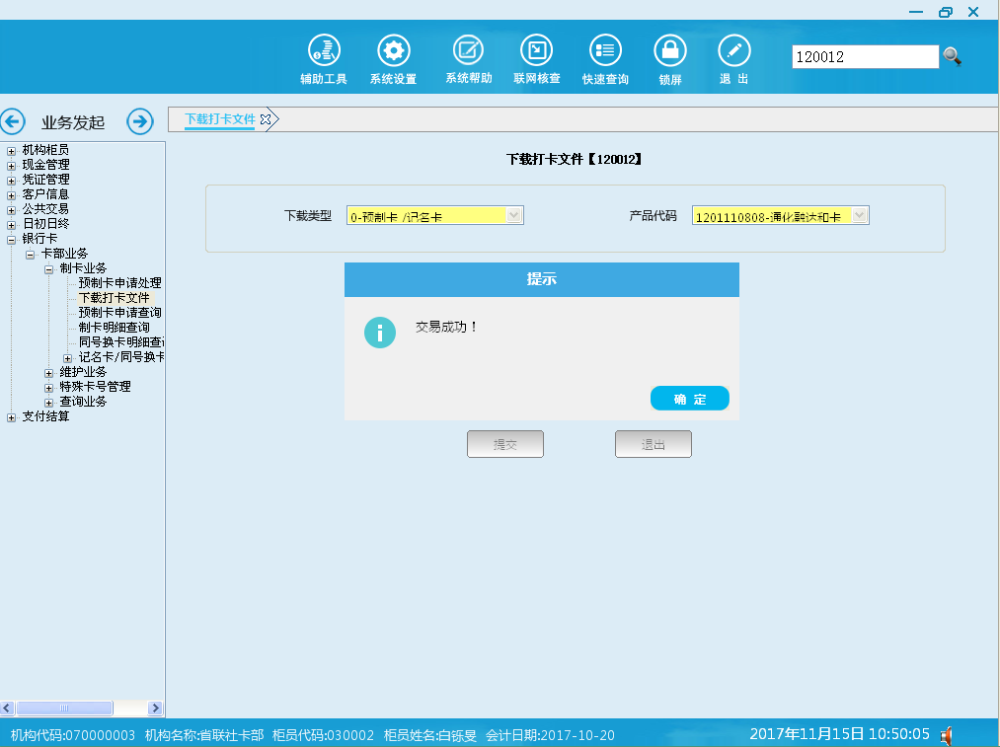 辅助工具 系统设置 系统帮助 联网核查 快速查询 锁屏 退 出
120012
业务发起
下载打卡文件
机构柜员
现金管理
凭证管理
客户信息
公共交易
日初日终
银行卡
卡部业务
制卡业务
预制卡申请处理
下载打卡文件
预制卡申请查询
制卡明细查询
同号换卡明细查询
记名卡/同号换卡
维护业务
特殊卡号管理
查询业务
支付结算
下载打卡文件【120012】
下载类型 0-预制卡 /记名卡 产品代码 1201110808-通化融达和卡
提示
交易成功！
确 定
提交 退出
机构代码:070000003 机构名称:省联社卡部 柜员代码:030002 柜员姓名:白铄旻 会计日期:2017-10-20 2017年11月15日 10:50:05